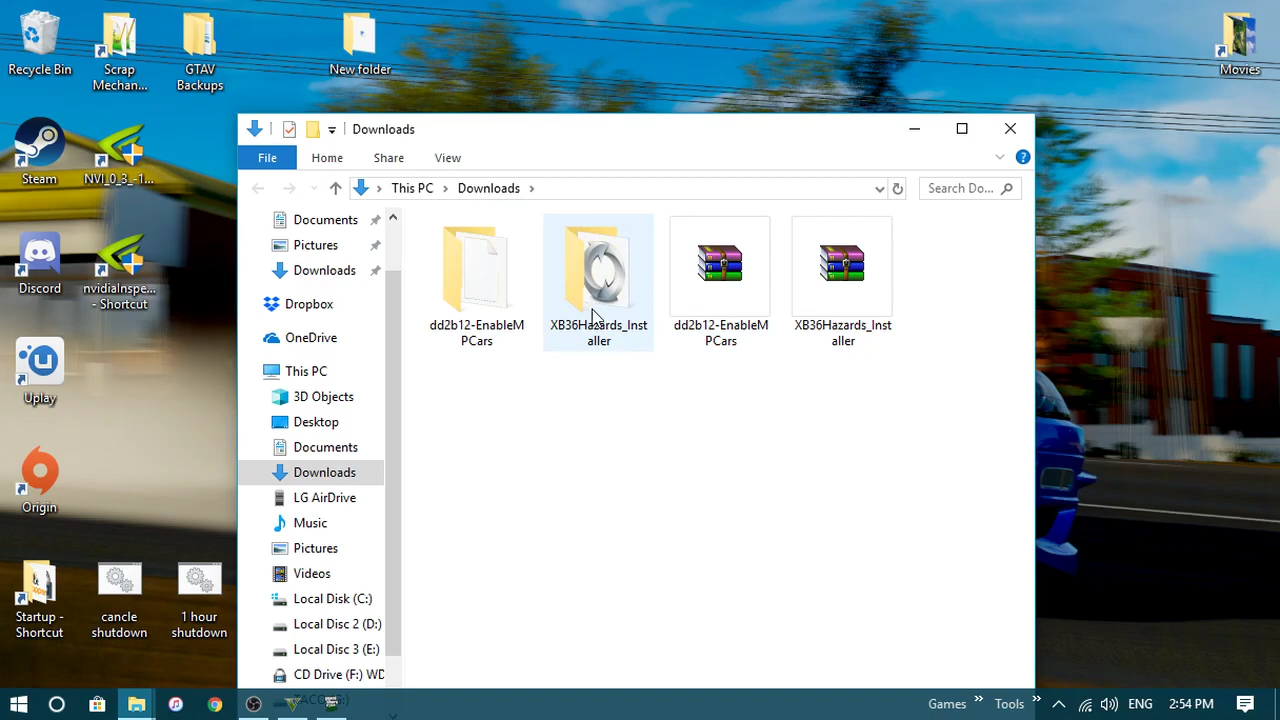 Recycle Bin
Scrap
Mechan...
GTAV
Backups
New folder
Movies
Steam
NVI_0_3_-1...
Discord
nvidiaInspe...
- Shortcut
Uplay
Origin
Startup -
Shortcut
cancle
shutdown
1 hour
shutdown
Downloads
File
Home
Share
View
This PC
Downloads
Search Do...
Documents
Pictures
Downloads
Dropbox
OneDrive
This PC
3D Objects
Desktop
Documents
Downloads
LG AirDrive
Music
Pictures
Videos
Local Disk (C:)
Local Disc 2 (D:)
Local Disc 3 (E:)
CD Drive (F:) WD
dd2b12-EnableM
PCars
XB36Hazards_Inst
aller
dd2b12-EnableM
PCars
XB36Hazards_Inst
aller
Games
Tools
ENG
2:54 PM